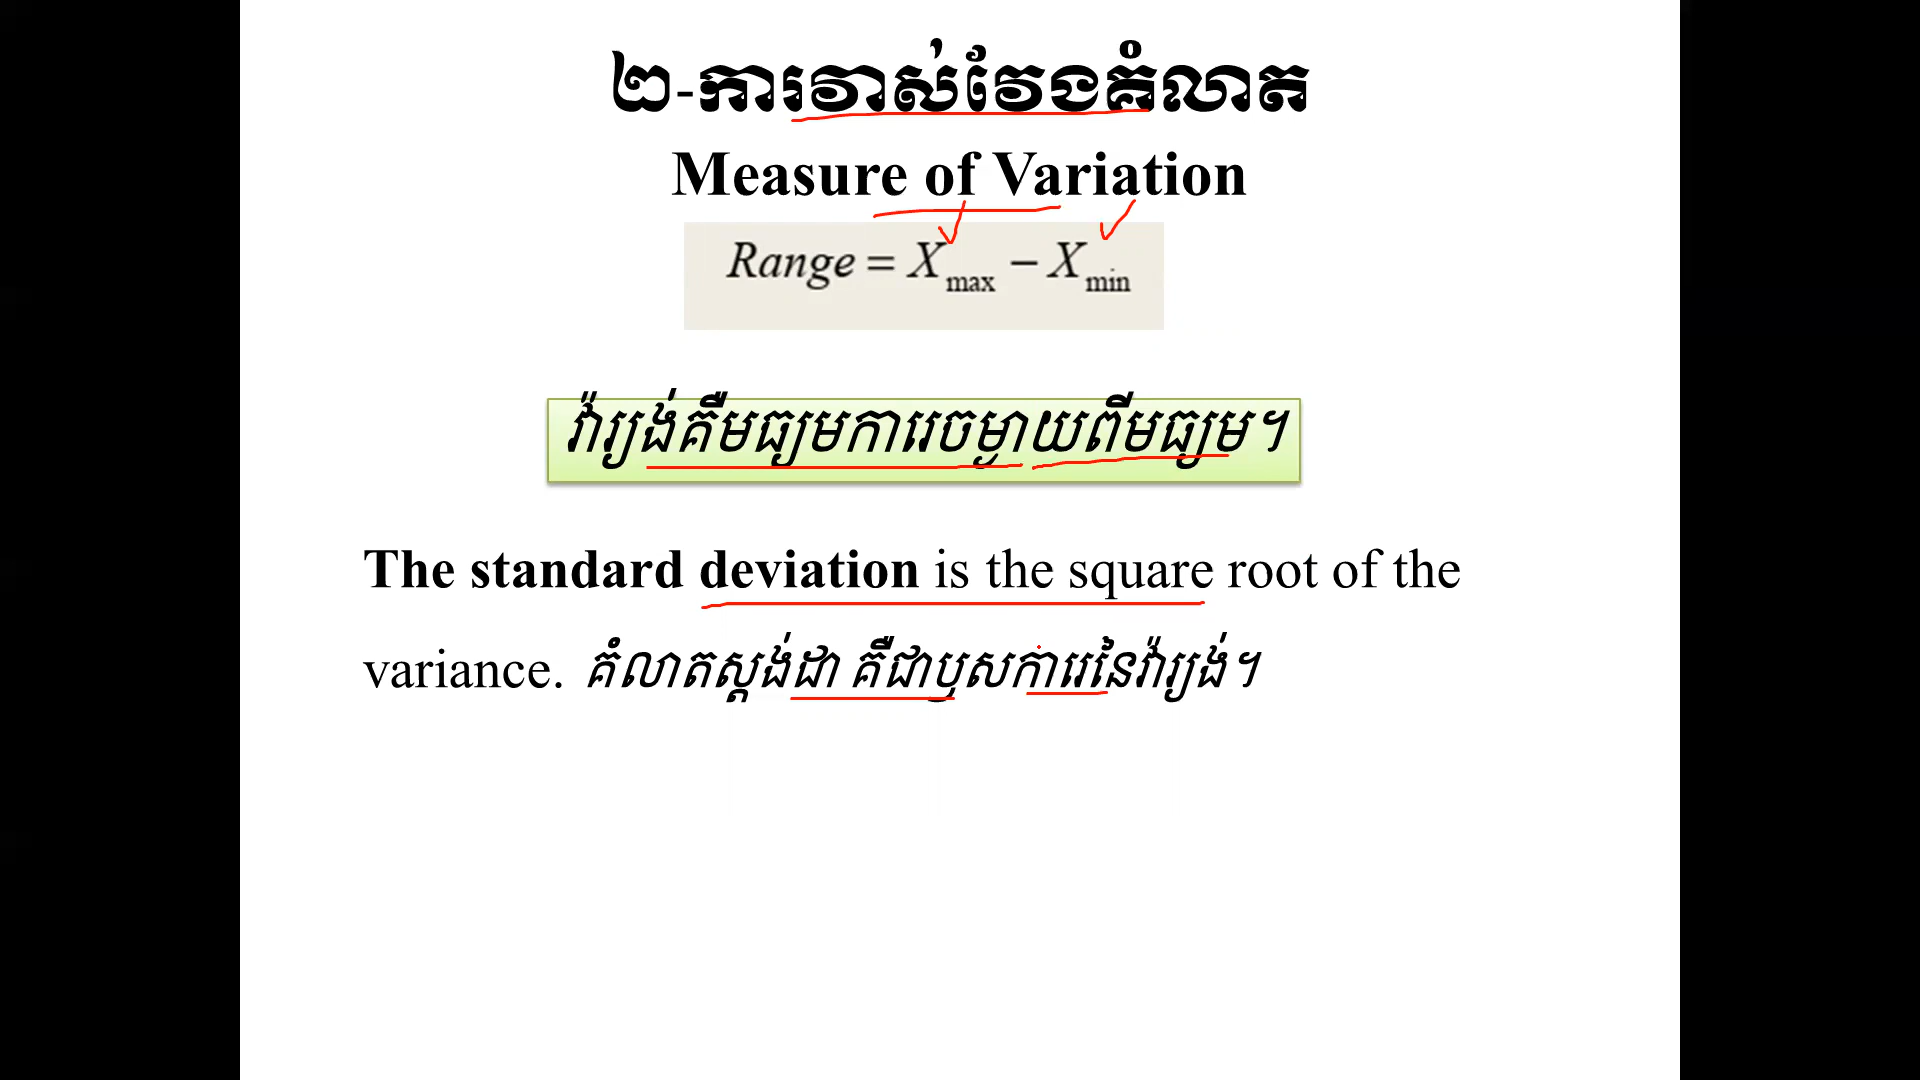 ២-ការវាស់វែងគំលាត
Measure of Variation
Range = Xmax − Xmin
វ៉ារ្យង់គឺមធ្យមការេចម្ងាយពីមធ្យម។
The standard deviation is the square root of the
variance. គំលាតស្តង់ដា គឺជាឫសការេនៃវ៉ារ្យង់។